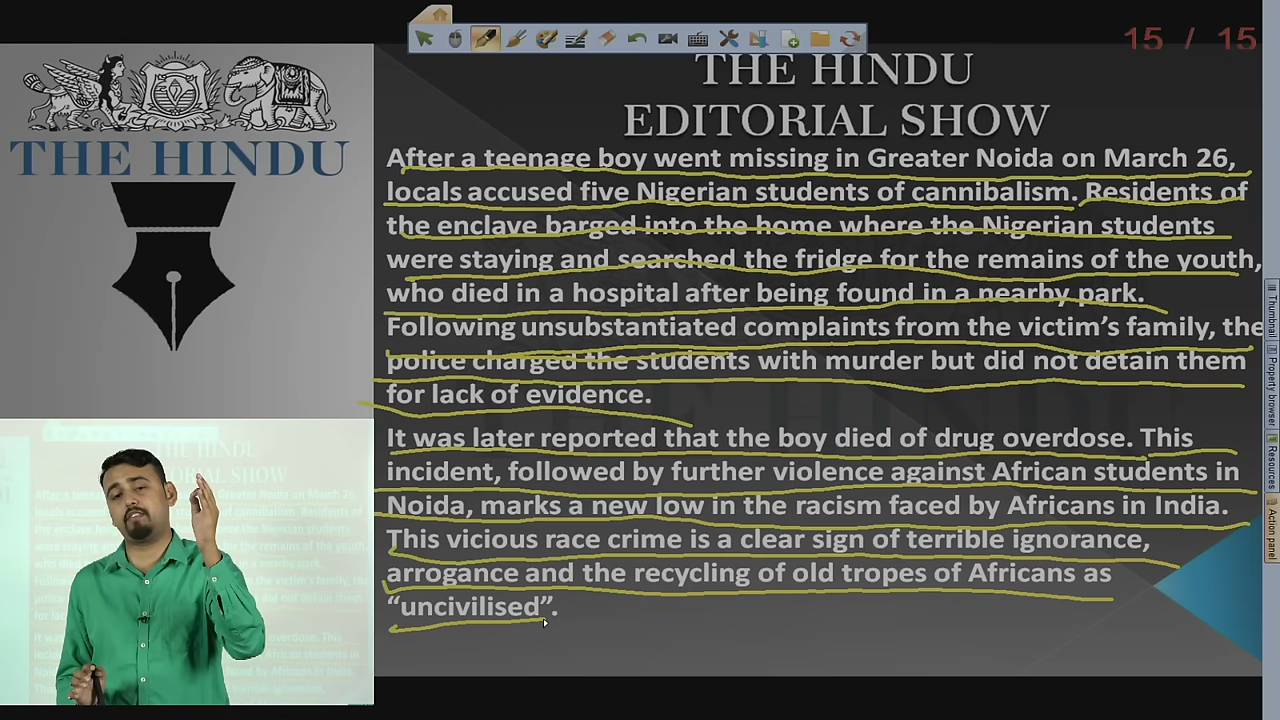 15 / 15
THE HINDU
EDITORIAL SHOW
THE HINDU
After a teenage boy went missing in Greater Noida on March 26,
locals accused five Nigerian students of cannibalism. Residents of
the enclave barged into the home where the Nigerian students
were staying and searched the fridge for the remains of the youth,
who died in a hospital after being found in a nearby park.
Following unsubstantiated complaints from the victim's family, the
police charged the students with murder but did not detain them
for lack of evidence.
It was later reported that the boy died of drug overdose. This
incident, followed by further violence against African students in
Noida, marks a new low in the racism faced by Africans in India.
This vicious race crime is a clear sign of terrible ignorance,
arrogance and the recycling of old tropes of Africans as
“uncivilised”.
Thumbnail
Property browser
Resources
Action panel